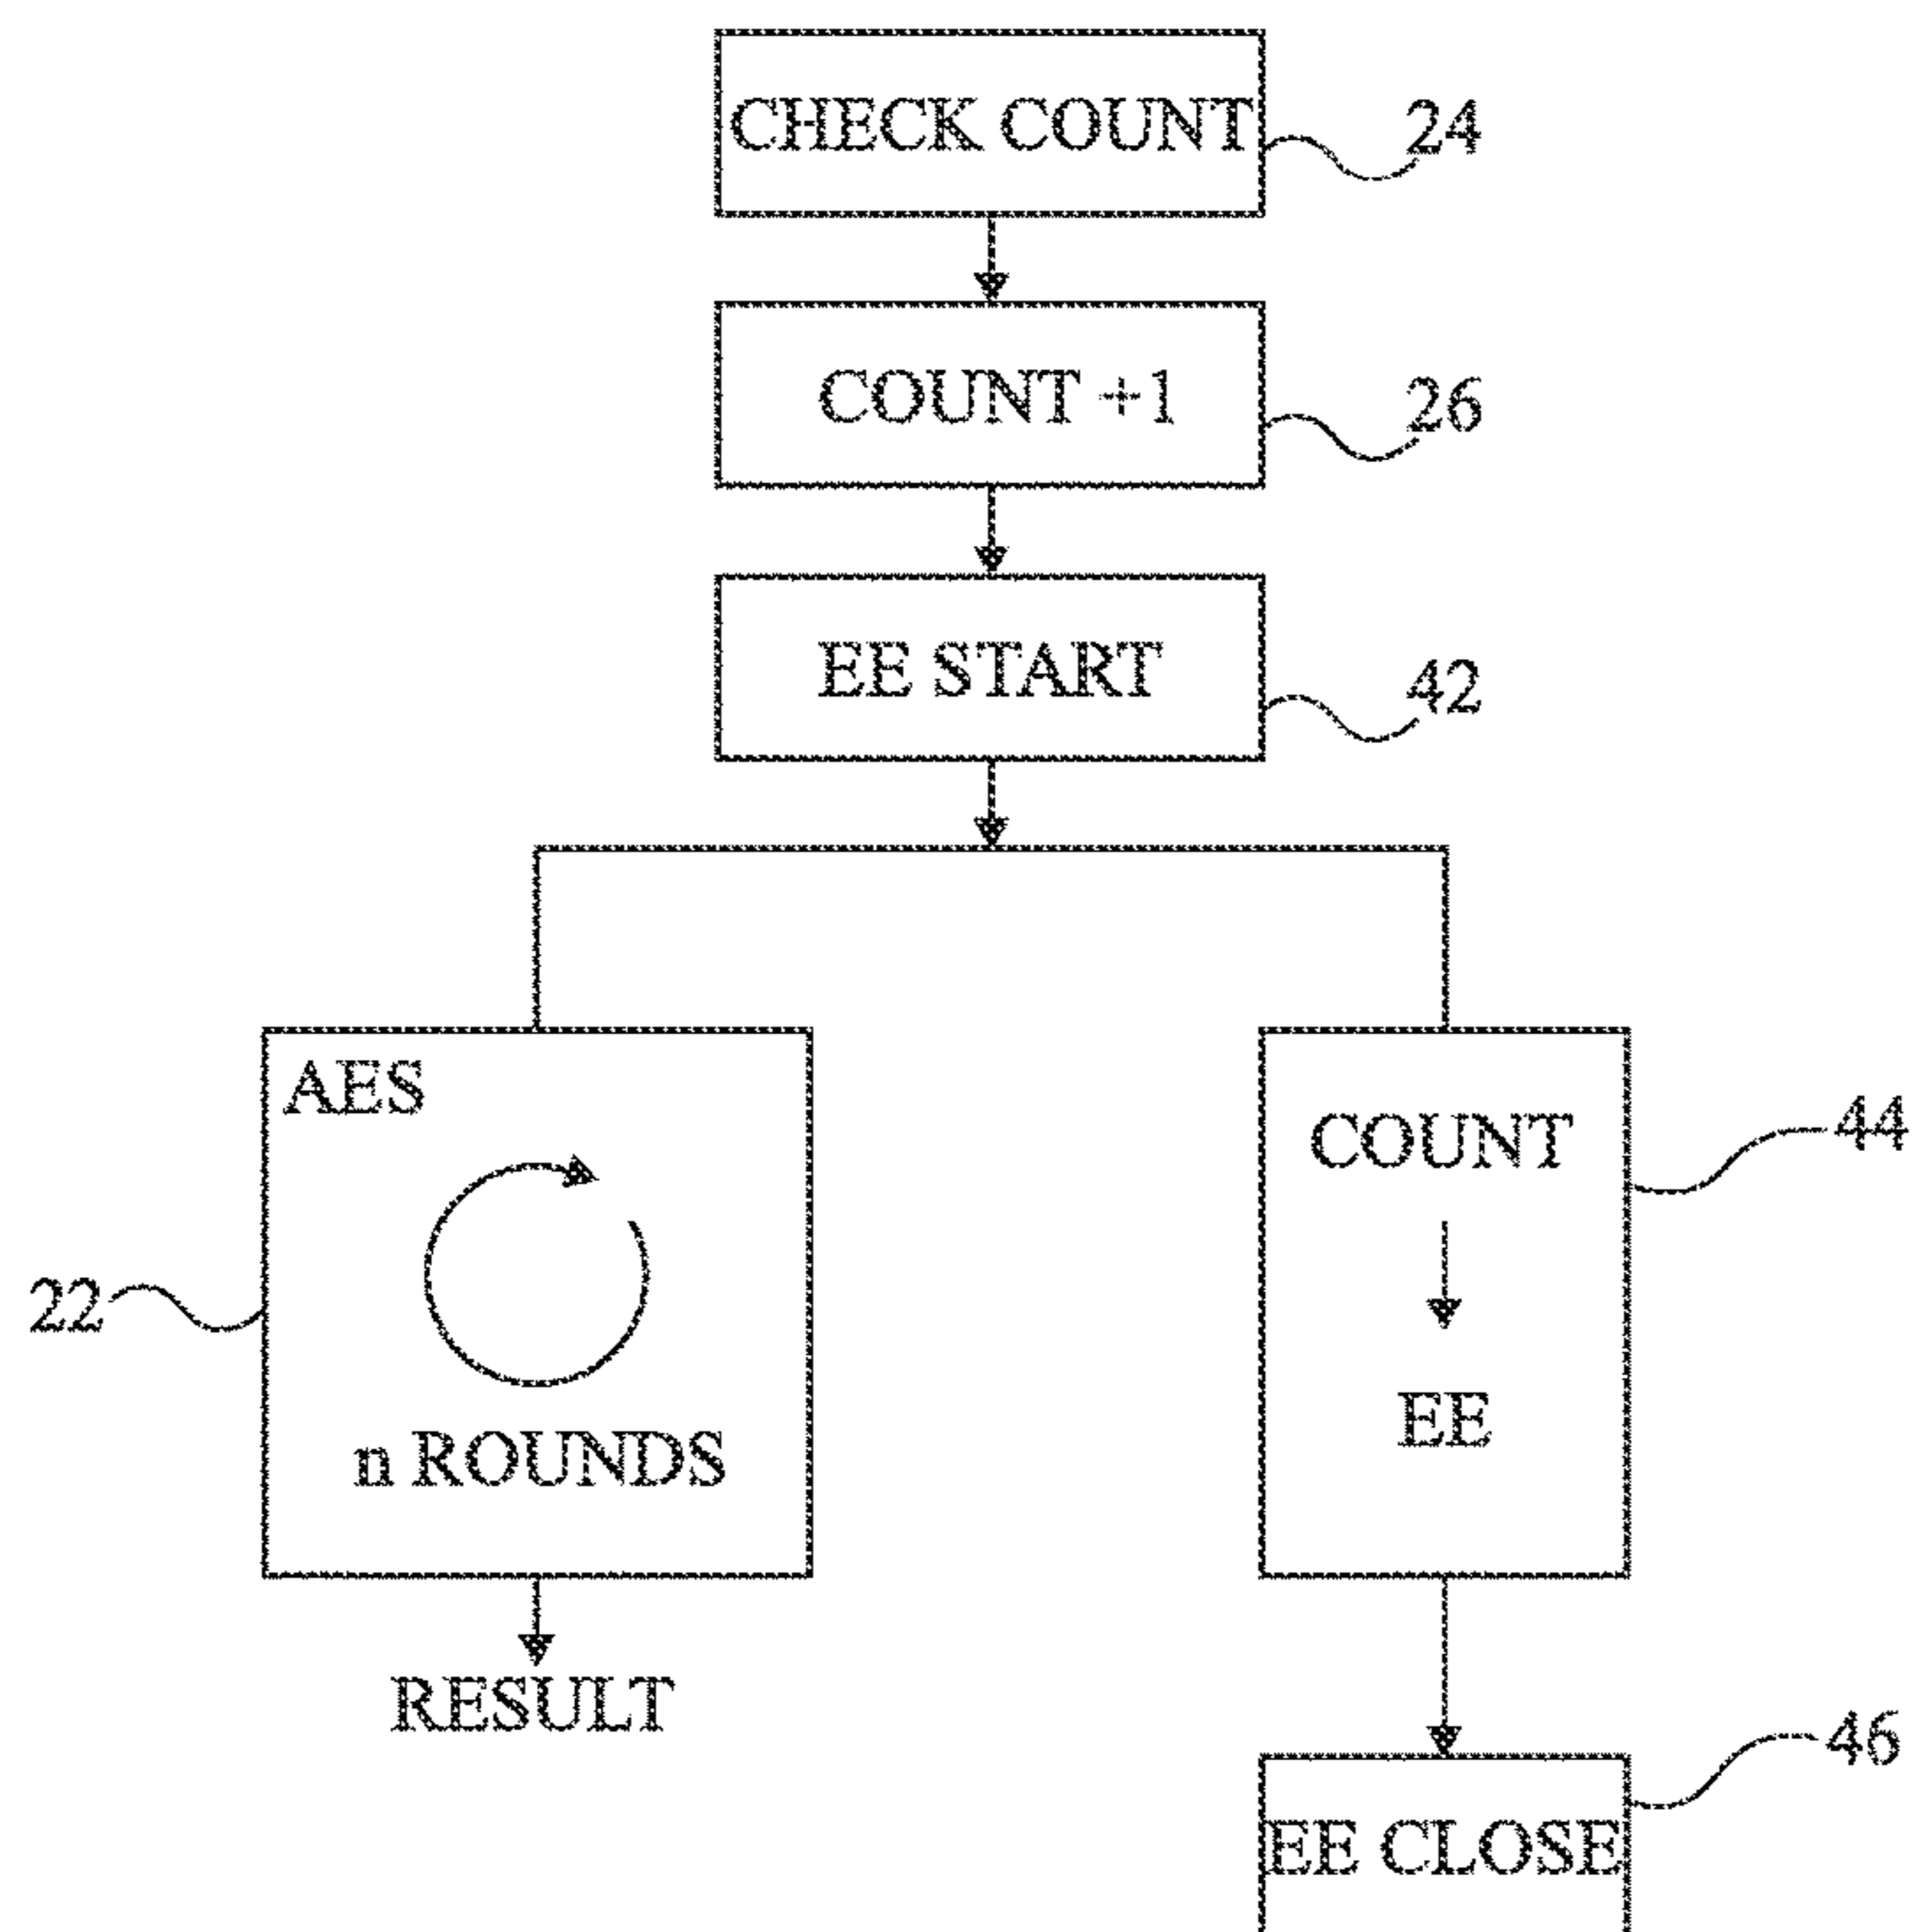 CHECK COUNT
24
COUNT +1
26
EE START
42
AES
n ROUNDS
22
RESULT
COUNT
EE
44
EE CLOSE
46